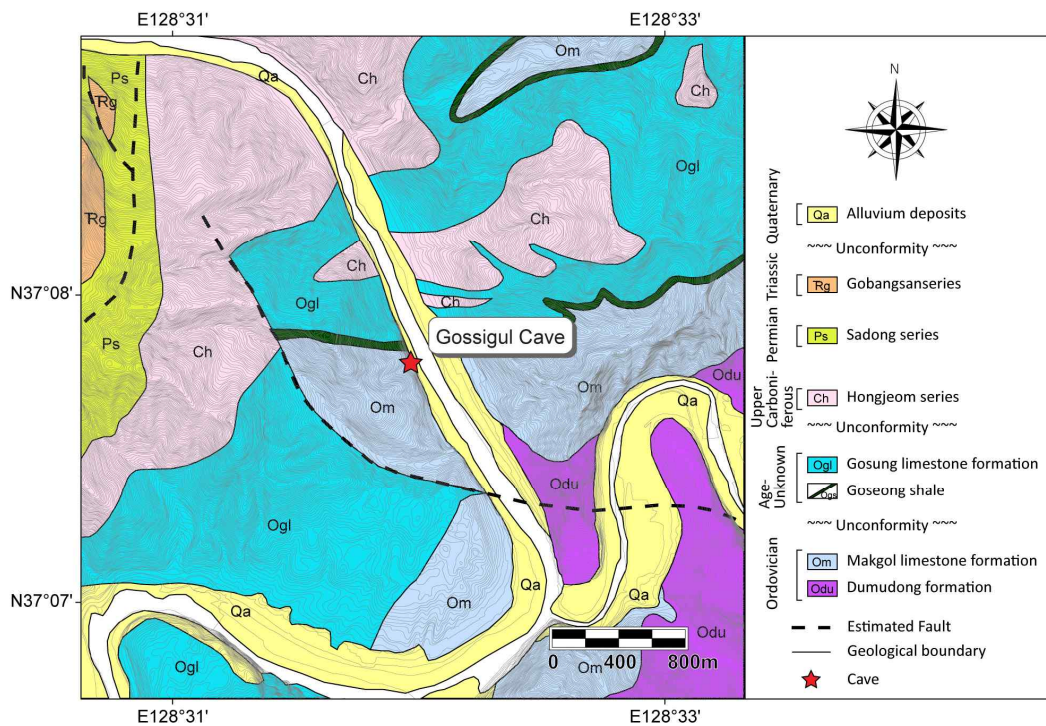 E128°31'
E128°33'
Om
Ps
Qa
Ch
Ch
Rg
Ogl
Rg
Ch
Ch
N37°08'
Ogl
Ch
Gossigul Cave
Ps
Ch
Om
Odu
Om
Qa
Odu
Ogl
N37°07'
Qa
Qa
Om
Qa
Odu
Ogl
Om
0 400 800m
E128°31'
E128°33'
N
Quaternary
Qa Alluvium deposits
~~~ Unconformity ~~~
Triassic
Rg Gobangsanseries
Permian
Ps Sadong series
Upper
Carboni-
ferous
Ch Hongjeom series
~~~ Unconformity ~~~
Age-
Unknown
Ogl Gosung limestone formation
Ogs Goseong shale
~~~ Unconformity ~~~
Ordovician
Om Makgol limestone formation
Odu Dumudong formation
Estimated Fault
Geological boundary
Cave